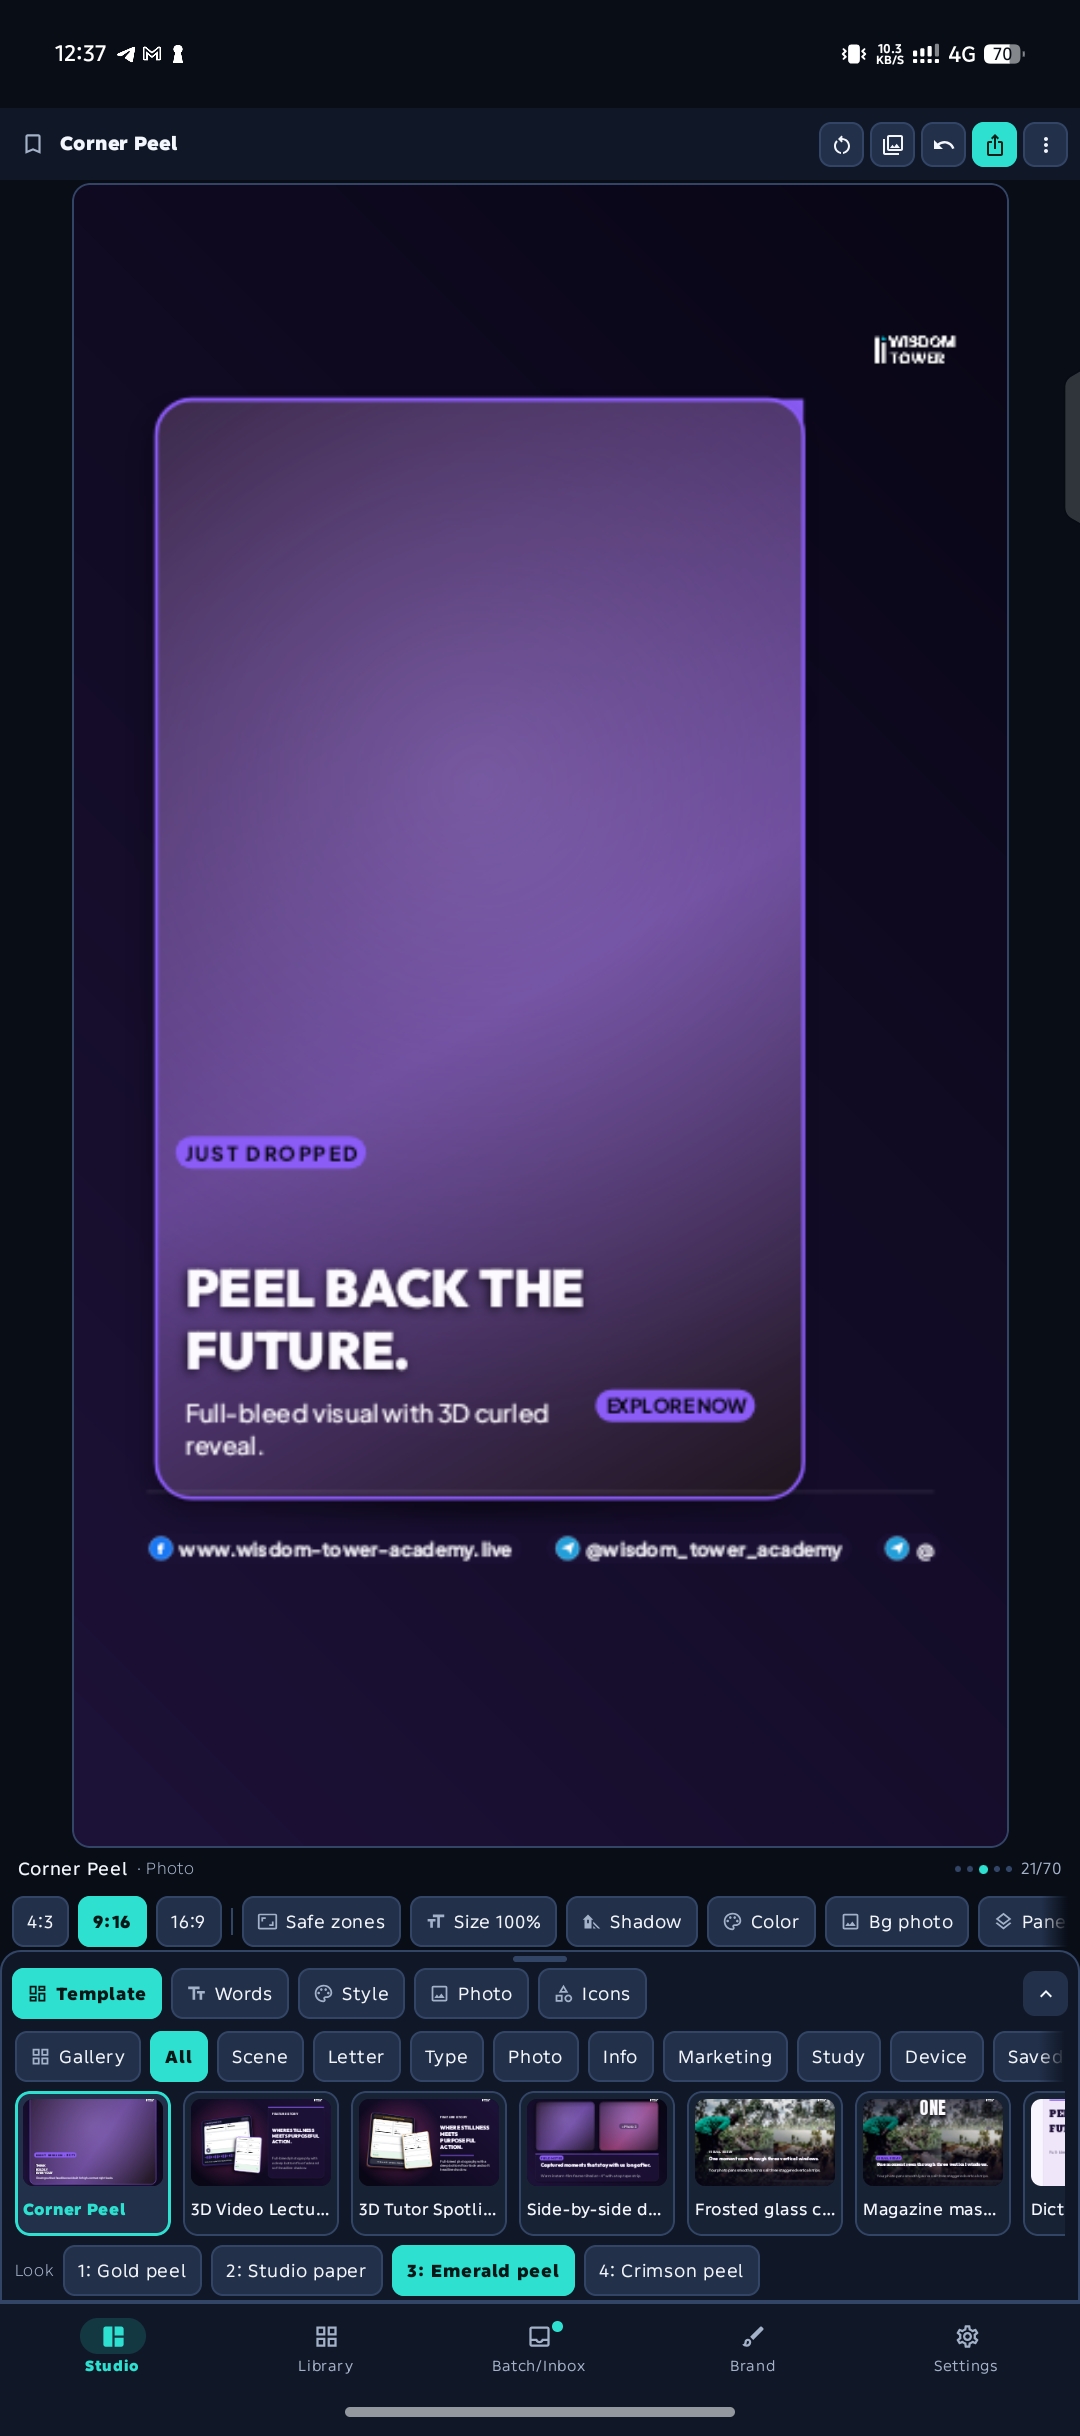 12:37
10.3
KB/S
4G
70
Corner Peel
WISDOM
TOWER
JUST DROPPED
PEEL BACK THE
FUTURE.
Full-bleed visual with 3D curled
reveal.
EXPLORE NOW
www.wisdom-tower-academy.live
@wisdom_tower_academy
@
Corner Peel · Photo
21/70
4:3
9:16
16:9
Safe zones
Size 100%
Shadow
Color
Bg photo
Pane
Template
Words
Style
Photo
Icons
Gallery
All
Scene
Letter
Type
Photo
Info
Marketing
Study
Device
Saved
ONE
Corner Peel
3D Video Lectu...
3D Tutor Spotli...
Side-by-side d...
Frosted glass c...
Magazine mas...
Dict
Look
1: Gold peel
2: Studio paper
3: Emerald peel
4: Crimson peel
Studio
Library
Batch/Inbox
Brand
Settings